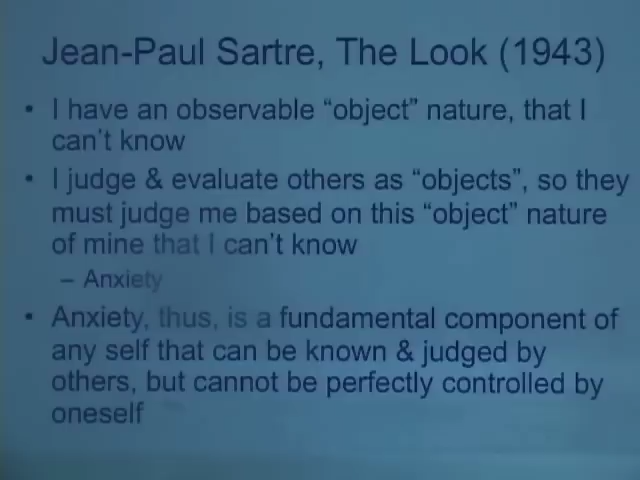 Jean-Paul Sartre, The Look (1943)
• I have an observable “object” nature, that I
can't know
• I judge & evaluate others as “objects”, so they
must judge me based on this “object” nature
of mine that I can't know
– Anxiety
• Anxiety, thus, is a fundamental component of
any self that can be known & judged by
others, but cannot be perfectly controlled by
oneself